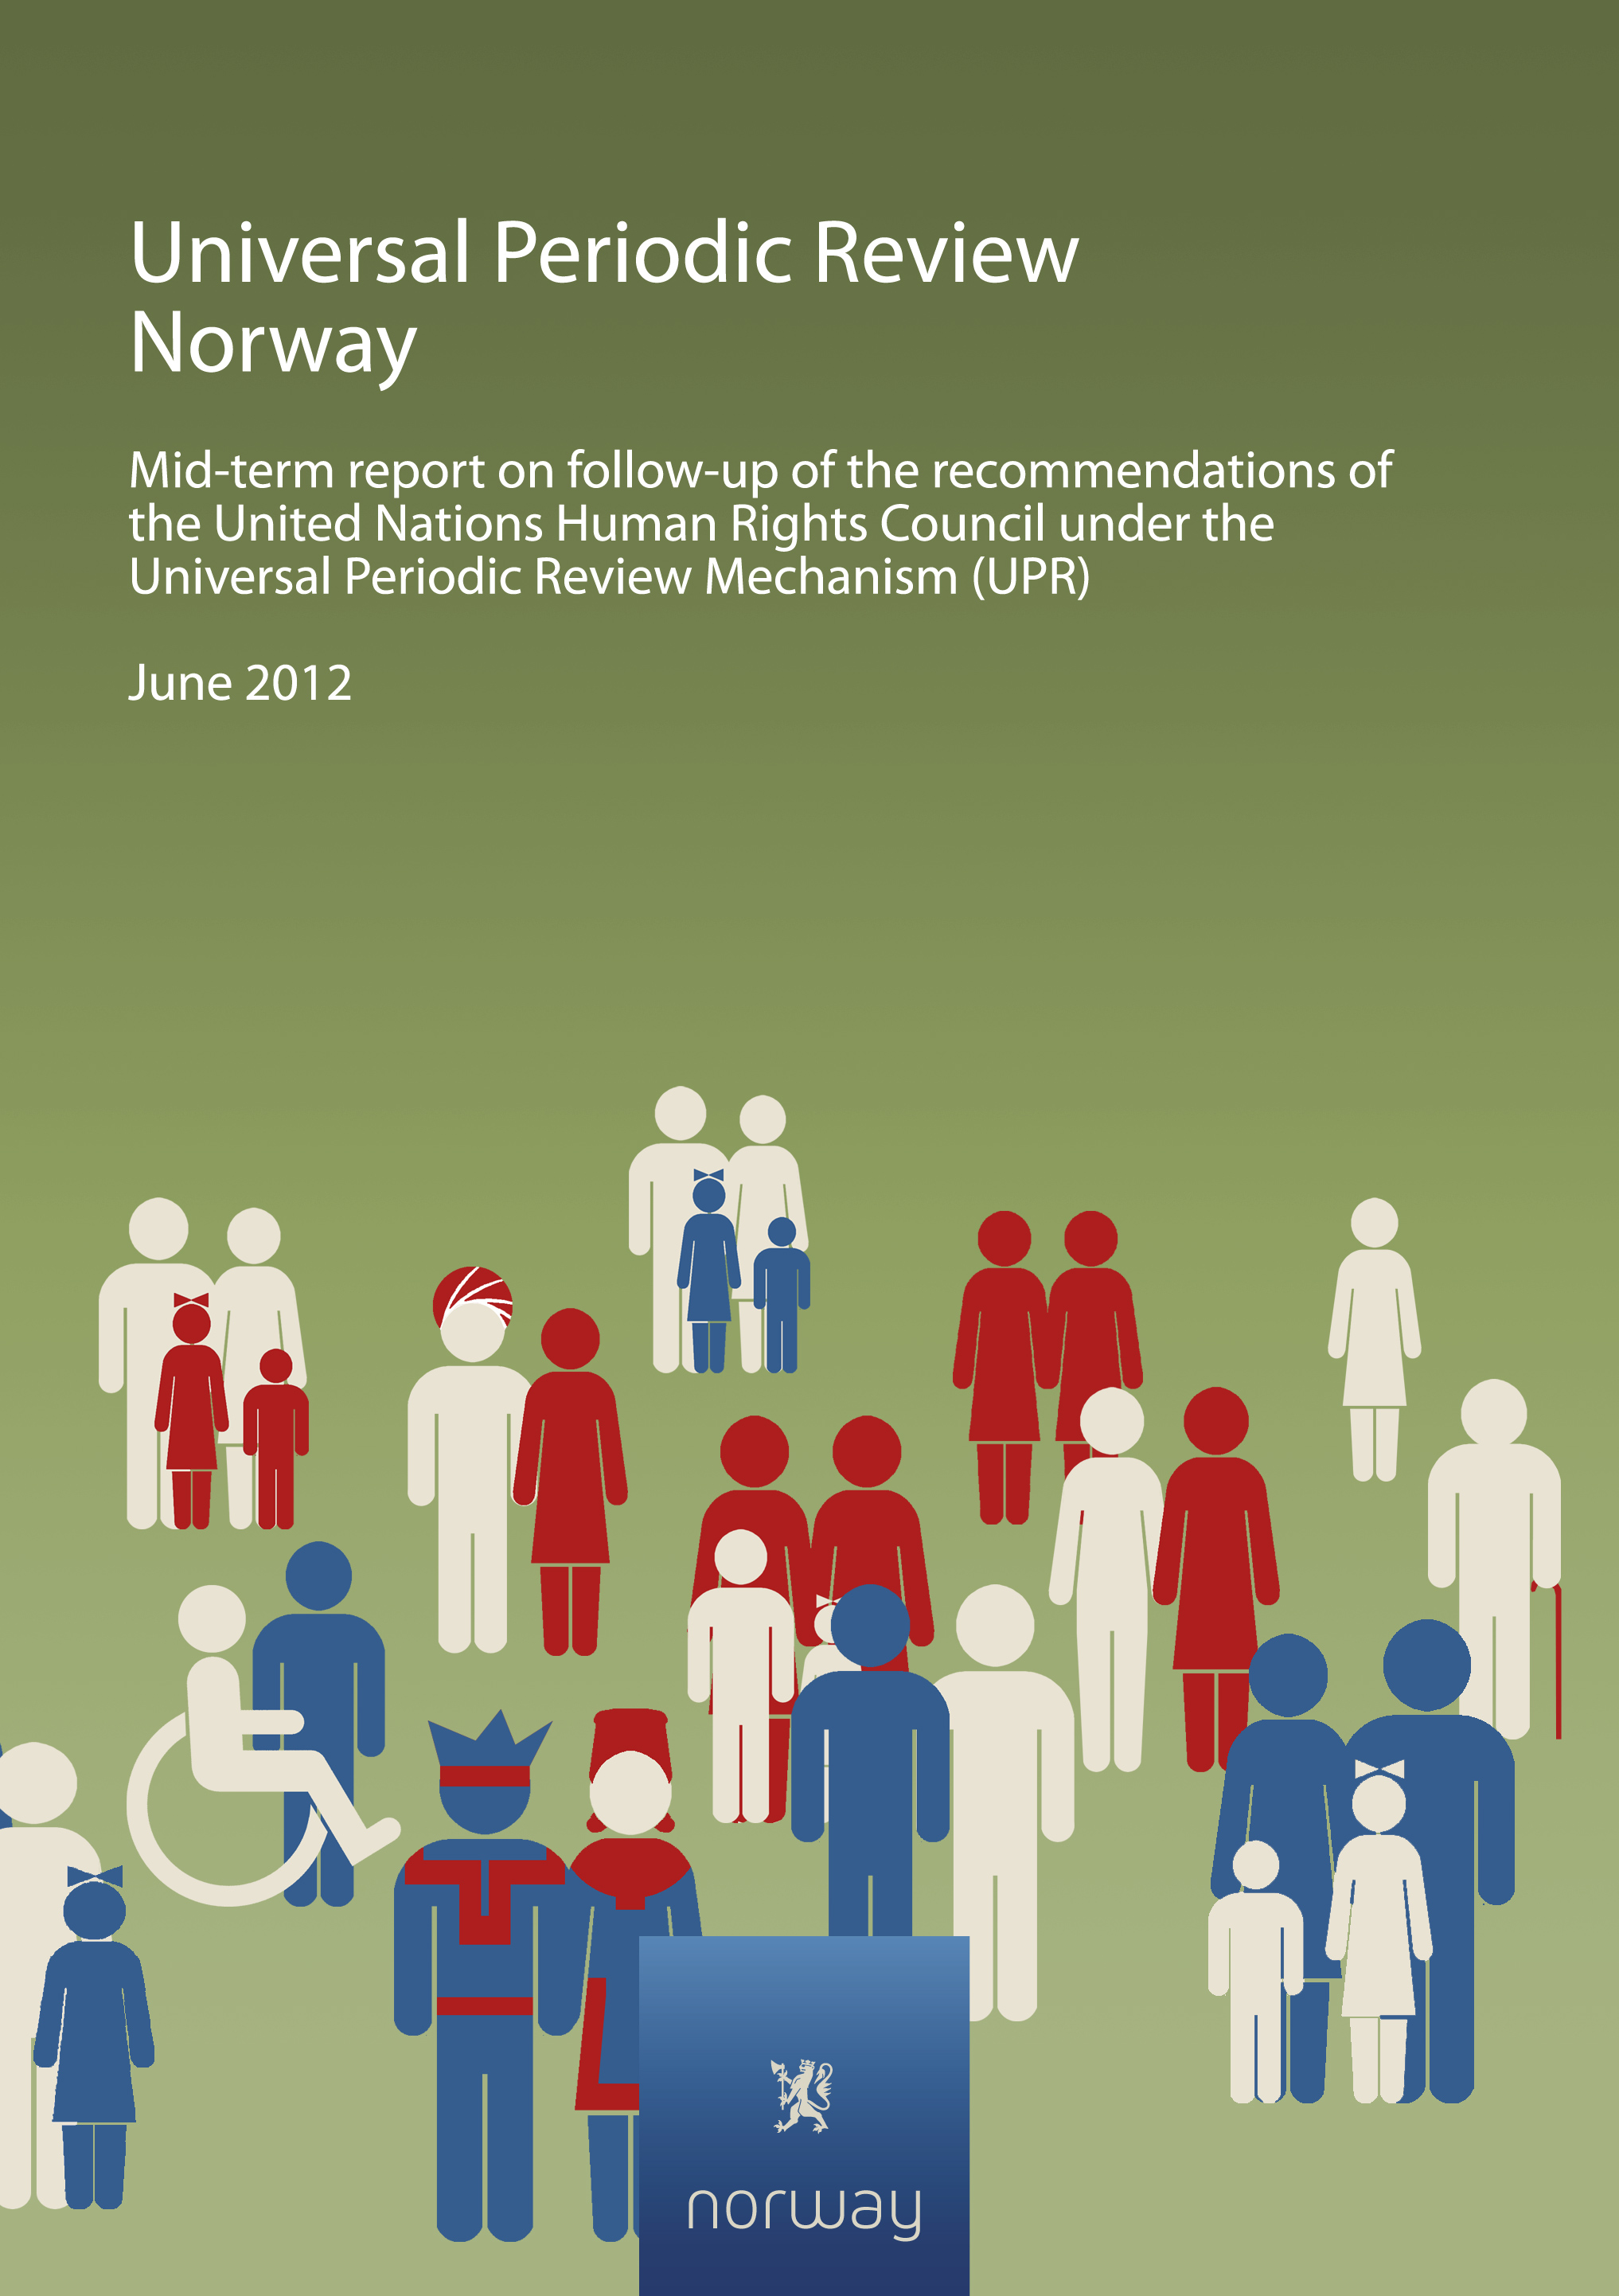 Universal Periodic Review
Norway
Mid-term report on follow-up of the recommendations of
the United Nations Human Rights Council under the
Universal Periodic Review Mechanism (UPR)
June 2012
norway